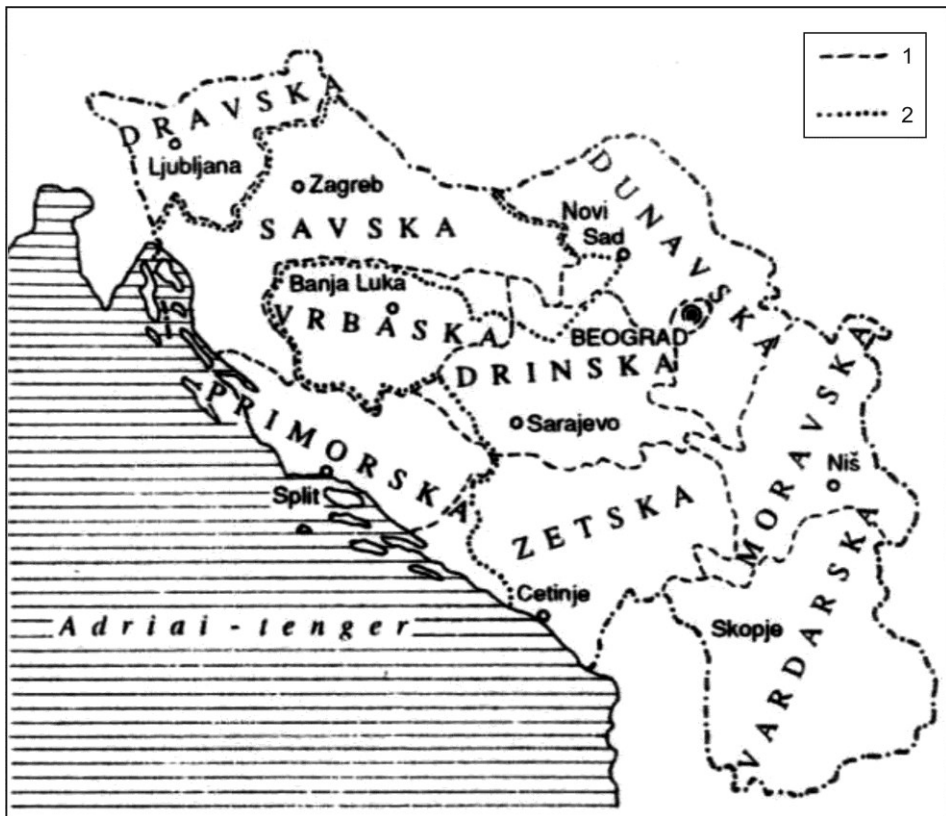 1
2
DRAVSKA
Ljubljana
Zagreb
SAVSKA
DUNAVSKA
Novi
Sad
Banja Luka
VRBASKA
BEOGRAD
DRINSKA
Sarajevo
PRIMORSKA
Split
MORAVSKA
Niš
ZETSKA
Cetinje
VARDARSKA
Skopje
Adriai-tenger